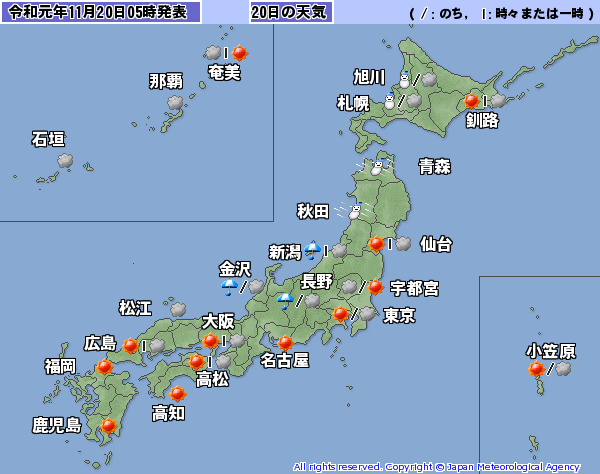 令和元年11月20日05時発表
20日の天気
( / : のち, | : 時々または一時 )
奄美
那覇
石垣
旭川
札幌
釧路
青森
秋田
仙台
新潟
金沢
長野
宇都宮
東京
松江
大阪
広島
名古屋
福岡
高松
高知
鹿児島
小笠原
All rights reserved. Copyright © Japan Meteorological Agency